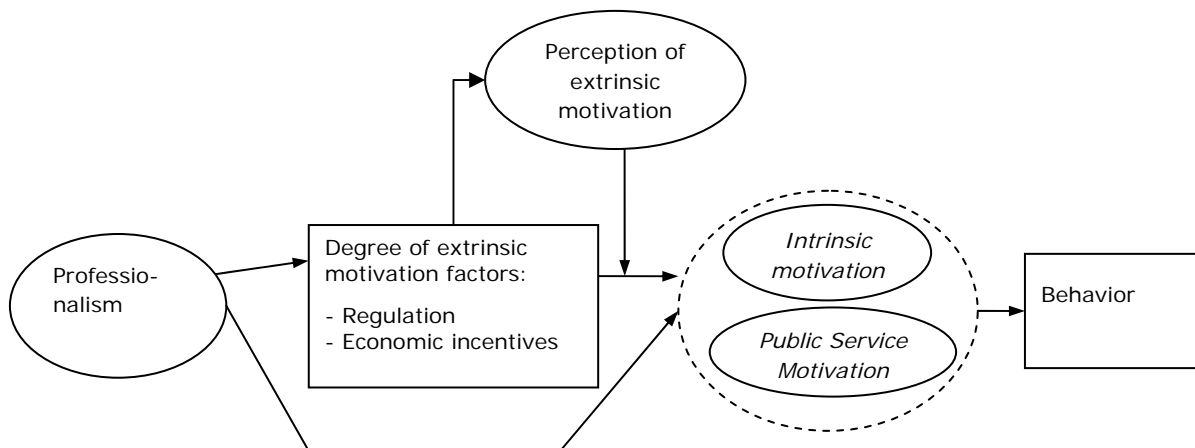 Perception of
extrinsic
motivation
Professio-
nalism
Degree of extrinsic
motivation factors:
- Regulation
- Economic incentives
Intrinsic
motivation
Public Service
Motivation
Behavior